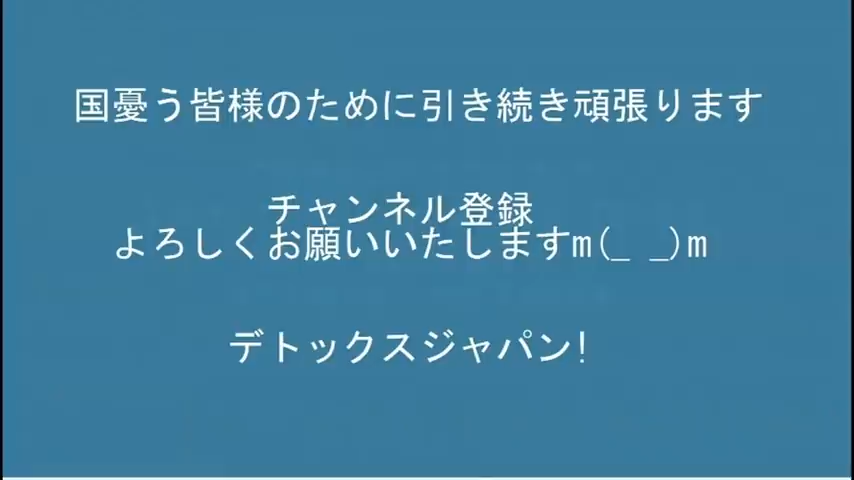 国憂う皆様のために引き続き頑張ります
チャンネル登録
よろしくお願いいたしますm(_ _)m
デトックスジャパン!